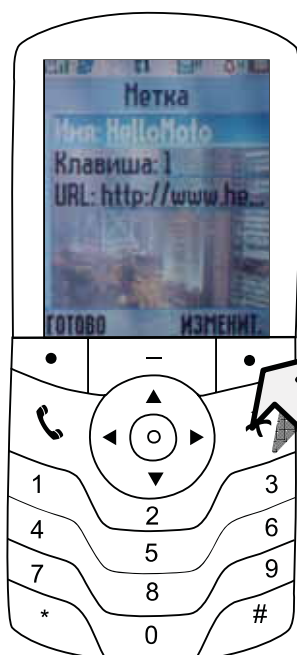 Метка
Имя: HelloMoto
Клавиша: 1
URL: http://www.he...
ГОТОВО ИЗМЕНИТ.
1 2 3
4 5 6
7 8 9
* 0 #